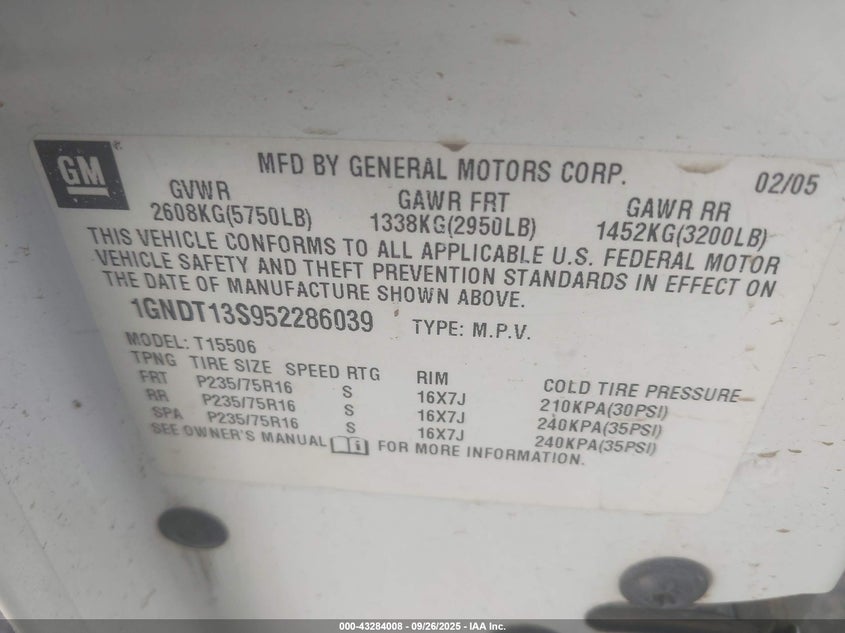 GM
MFD BY GENERAL MOTORS CORP. 02/05
GVWR GAWR FRT GAWR RR
2608KG(5750LB) 1338KG(2950LB) 1452KG(3200LB)
THIS VEHICLE CONFORMS TO ALL APPLICABLE U.S. FEDERAL MOTOR
VEHICLE SAFETY AND THEFT PREVENTION STANDARDS IN EFFECT ON
THE DATE OF MANUFACTURE SHOWN ABOVE.
1GNDT13S952286039 TYPE: M.P.V.
MODEL: T15506
TPNG TIRE SIZE SPEED RTG RIM COLD TIRE PRESSURE
FRT P235/75R16 S 16X7J 210KPA(30PSI)
RR P235/75R16 S 16X7J 240KPA(35PSI)
SPA P235/75R16 S 16X7J 240KPA(35PSI)
SEE OWNER'S MANUAL FOR MORE INFORMATION.
000-43284008 - 09/26/2025 - IAA Inc.